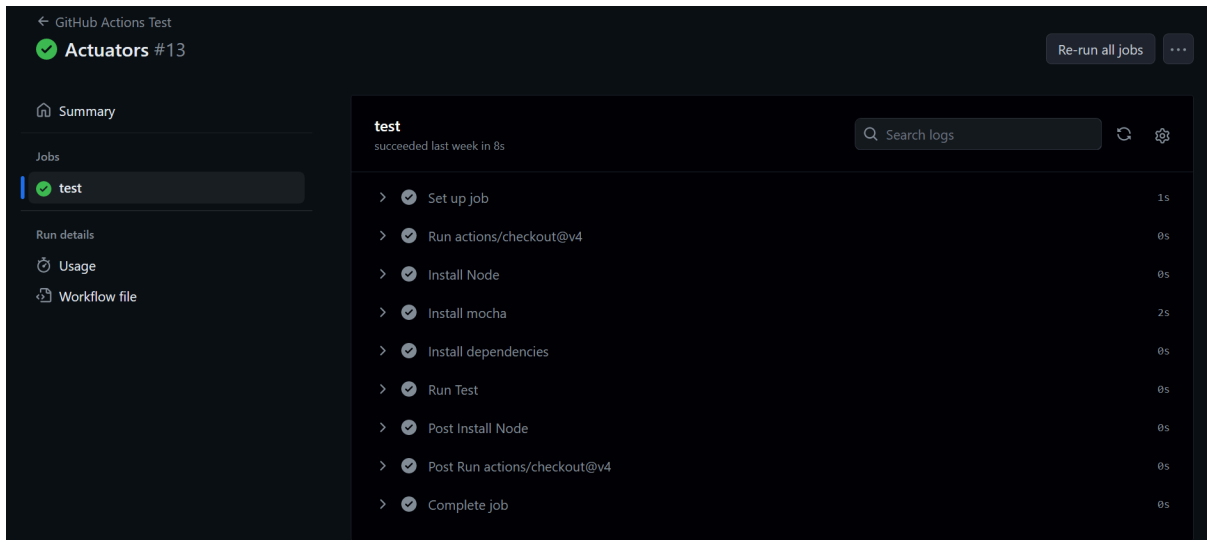 GitHub Actions Test
Actuators #13
Re-run all jobs
Summary
Jobs
test
Run details
Usage
Workflow file
test
succeeded last week in 8s
Search logs
Set up job 1s
Run actions/checkout@v4 0s
Install Node 0s
Install mocha 2s
Install dependencies 0s
Run Test 0s
Post Install Node 0s
Post Run actions/checkout@v4 0s
Complete job 0s